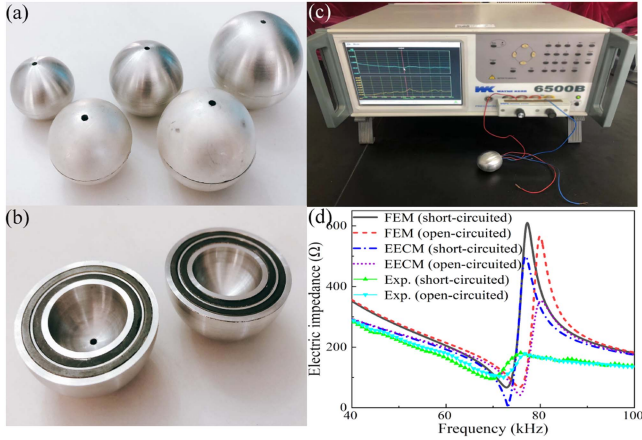 (a)
(b)
(c)
WK
6500B
(d)
FEM (short-circuited)
FEM (open-circuited)
EECM (short-circuited)
EECM (open-circuited)
Exp. (short-circuited)
Exp. (open-circuited)
Electric impedance (Ω)
600
400
200
0
40
60
80
100
Frequency (kHz)